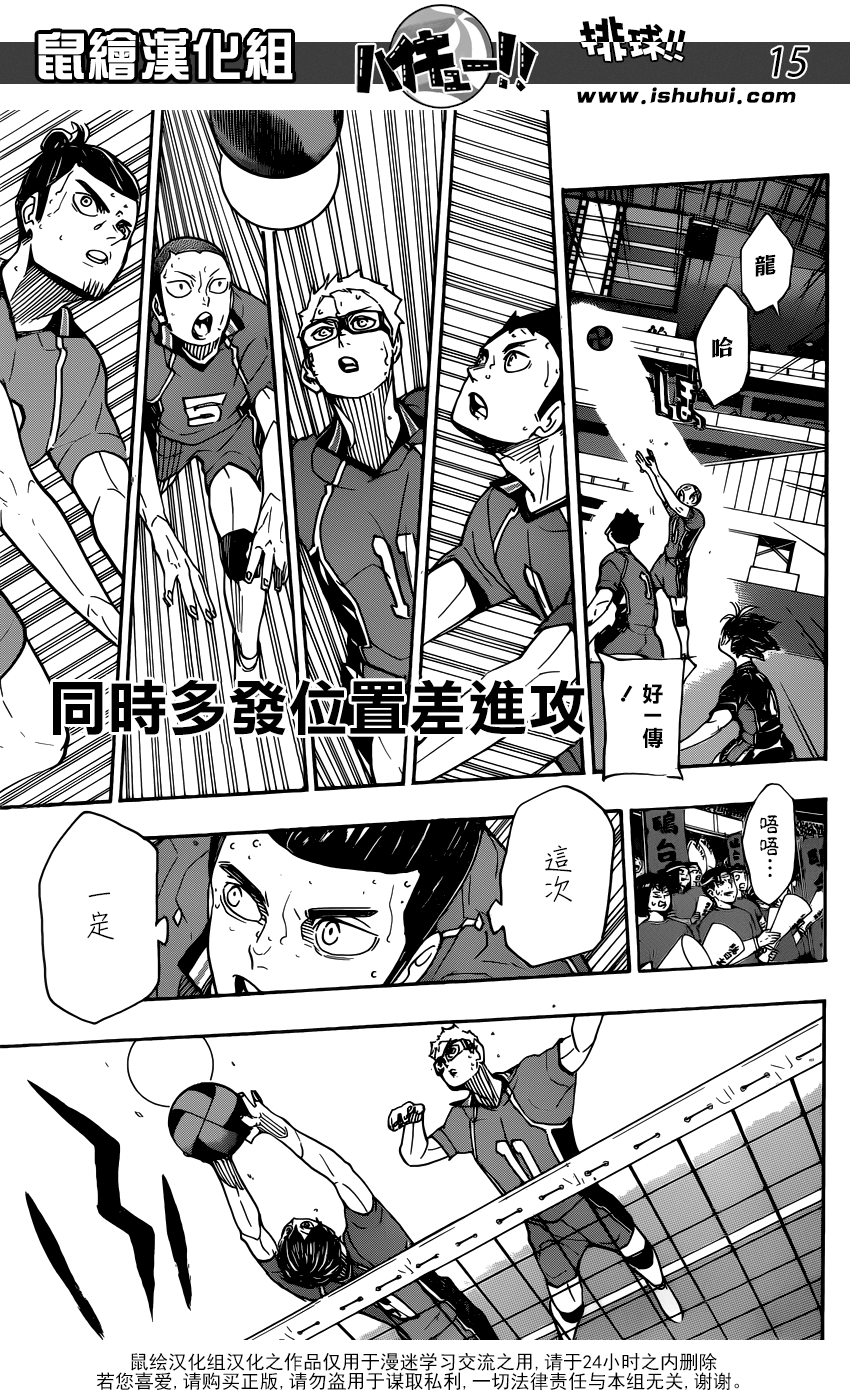 鼠繪漢化組
ハイキュー!!
排球!!
15
www.ishuhui.com
龍
哈
好一傳！
5
11
1
同時多發位置差進攻
唔唔…
鷗台
這次
一定
11
鼠绘汉化组汉化之作品仅用于漫迷学习交流之用,请于24小时之内删除
若您喜爱,请购买正版,请勿盗用于谋取私利,一切法律责任与本组无关,谢谢。